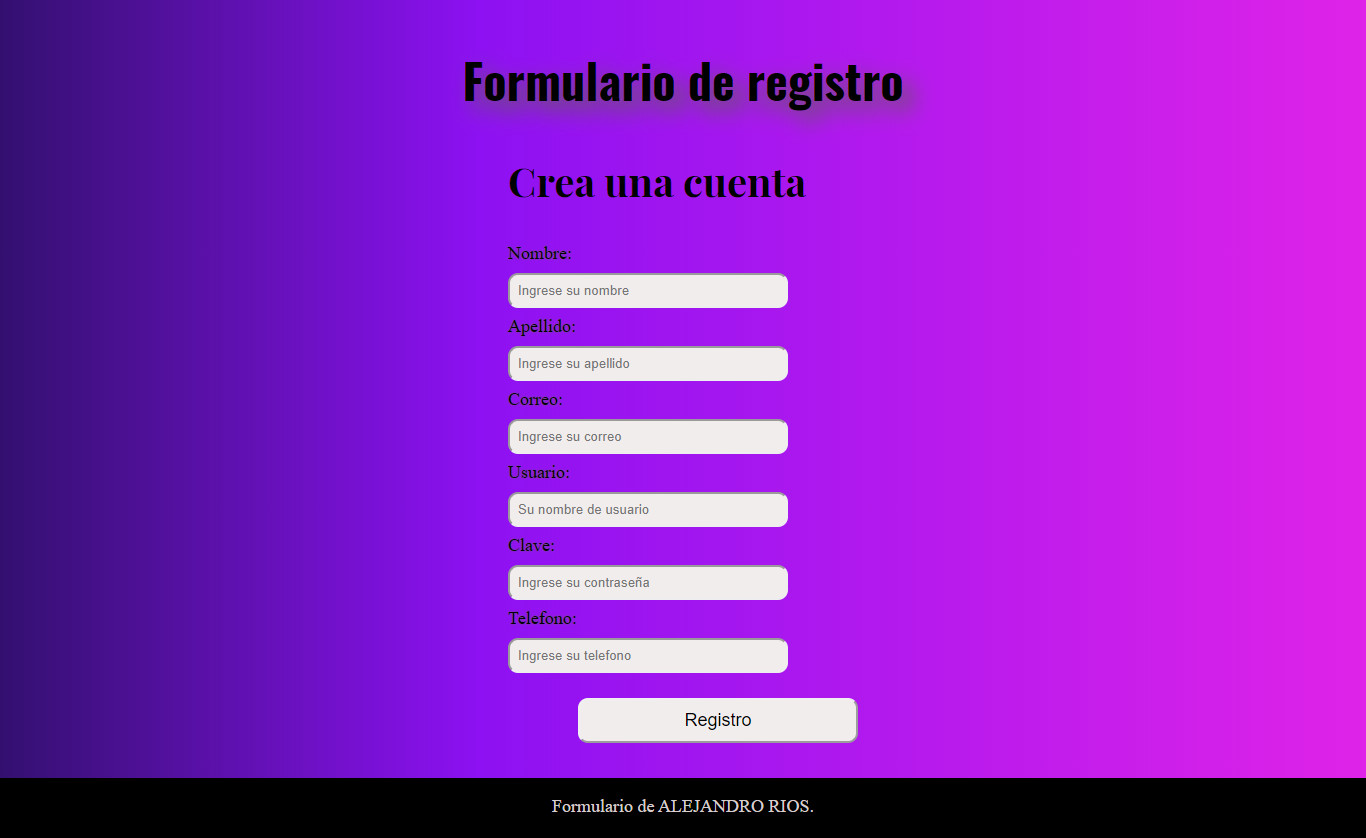 Formulario de registro
Crea una cuenta
Nombre:
Ingrese su nombre
Apellido:
Ingrese su apellido
Correo:
Ingrese su correo
Usuario:
Su nombre de usuario
Clave:
Ingrese su contraseña
Telefono:
Ingrese su telefono
Registro
Formulario de ALEJANDRO RIOS.